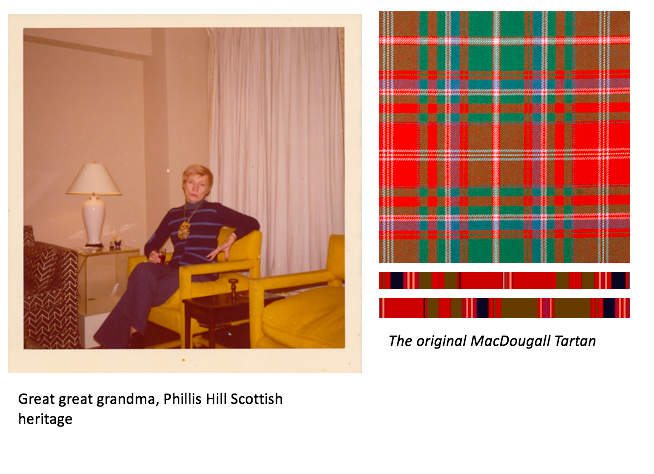 Great great grandma, Phillis Hill Scottish
heritage
The original MacDougall Tartan